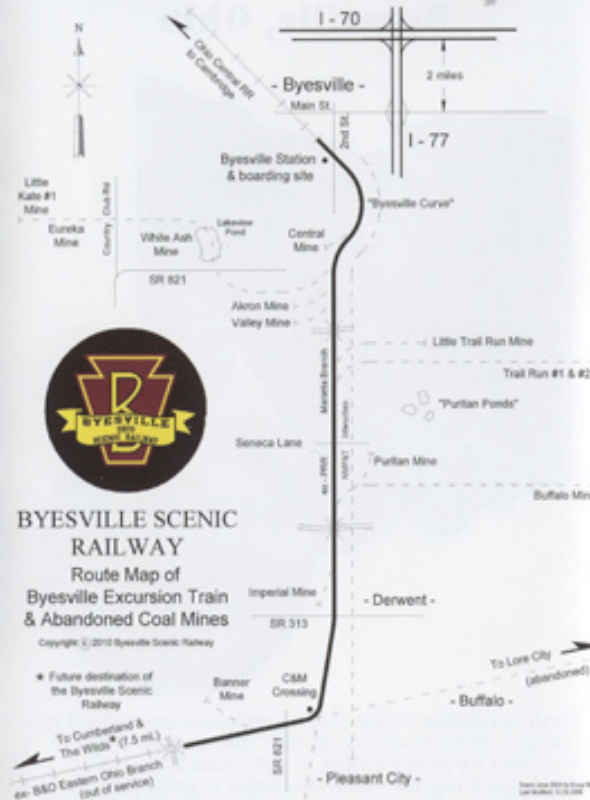 I - 70
N
Ohio Central RR
to Cambridge
- Byesville -
2 miles
Main St.
2nd St.
I - 77
Byesville Station
& boarding site
"Byesville Curve"
Little
Kate #1
Mine
Eureka
Mine
Country Club Rd
White Ash
Mine
Lakeview
Pond
Central
Mine
SR 821
Akron Mine
Valley Mine
Little Trail Run Mine
Trail Run #1 & #2
Marietta Branch
"Puritan Ponds"
B
BYESVILLE
OHIO
SCENIC RAILWAY
Seneca Lane
ex - PRR
Puritan Mine
Buffalo Min
BYESVILLE SCENIC
RAILWAY
Route Map of
Byesville Excursion Train
& Abandoned Coal Mines
Copyright © 2010 Byesville Scenic Railway
Imperial Mine
- Derwent -
SR 313
* Future destination of
the Byesville Scenic
Railway
Banner
Mine
C&M
Crossing
To Lore City
(abandoned)
- Buffalo -
To Cumberland &
The Wilds* (7.5 mi.)
ex- B&O Eastern Ohio Branch
(out of service)
SR 821
- Pleasant City -